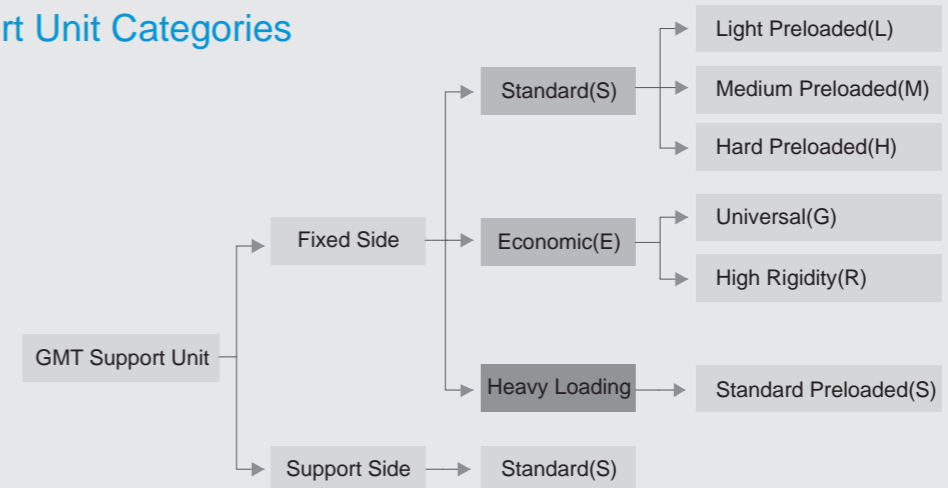 rt Unit Categories
Light Preloaded(L)
Standard(S)
Medium Preloaded(M)
Hard Preloaded(H)
Universal(G)
Fixed Side
Economic(E)
High Rigidity(R)
GMT Support Unit
Heavy Loading
Standard Preloaded(S)
Support Side
Standard(S)